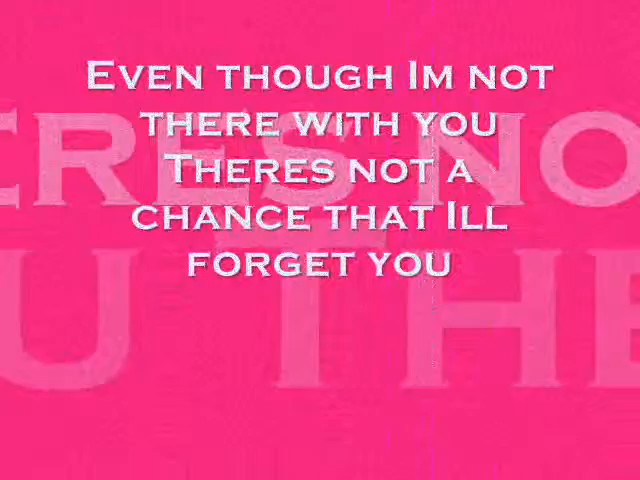 EVEN THOUGH IM NOT
THERE WITH YOU
THERES NOT A
CHANCE THAT ILL
FORGET YOU